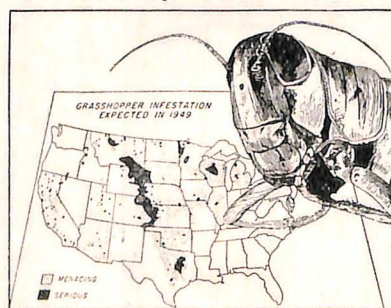 GRASSHOPPER INFESTATION
EXPECTED IN 1949
MENACING
SERIOUS